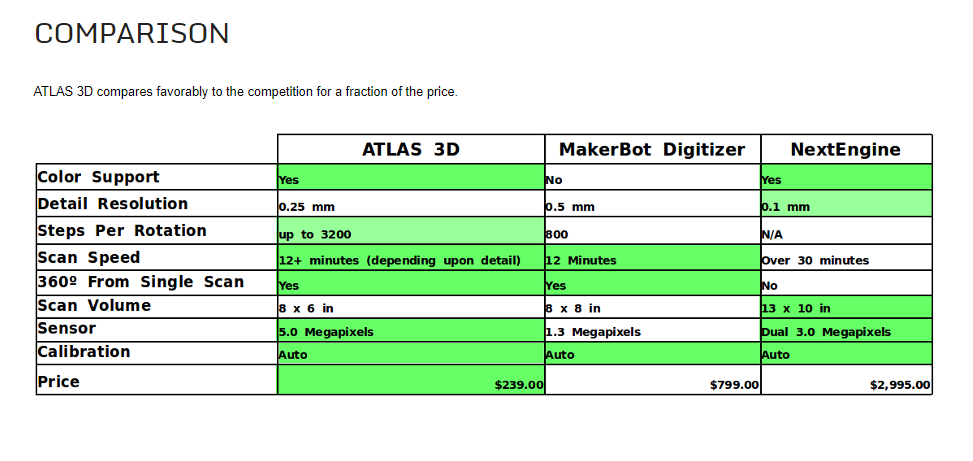 COMPARISON
ATLAS 3D compares favorably to the competition for a fraction of the price.
ATLAS 3D MakerBot Digitizer NextEngine
Color Support Yes No Yes
Detail Resolution 0.25 mm 0.5 mm 0.1 mm
Steps Per Rotation up to 3200 800 N/A
Scan Speed 12+ minutes (depending upon detail) 12 Minutes Over 30 minutes
360º From Single Scan Yes Yes No
Scan Volume 8 x 6 in 8 x 8 in 13 x 10 in
Sensor 5.0 Megapixels 1.3 Megapixels Dual 3.0 Megapixels
Calibration Auto Auto Auto
Price $239.00 $799.00 $2,995.00